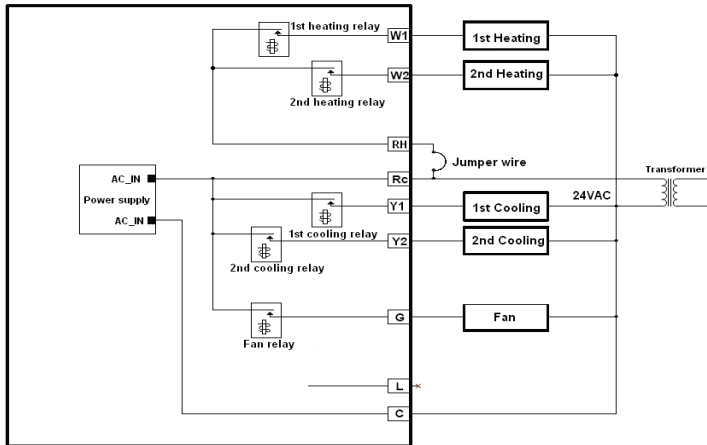 1st heating relay
W1
1st Heating
W2
2nd Heating
2nd heating relay
RH
Jumper wire
Transformer
AC_IN
Rc
Power supply
24VAC
Y1
1st Cooling
AC_IN
1st cooling relay
Y2
2nd Cooling
2nd cooling relay
G
Fan
Fan relay
L
C